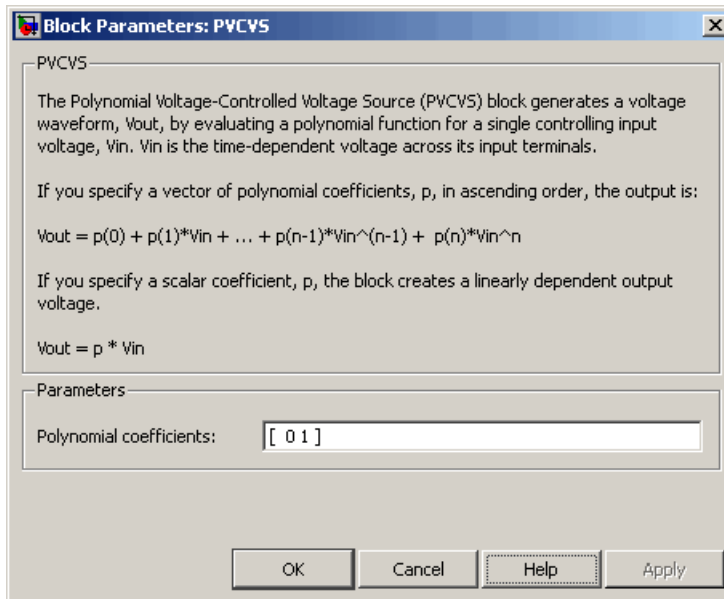 Block Parameters: PVCVS
PVCVS
The Polynomial Voltage-Controlled Voltage Source (PVCVS) block generates a voltage
waveform, Vout, by evaluating a polynomial function for a single controlling input
voltage, Vin. Vin is the time-dependent voltage across its input terminals.
If you specify a vector of polynomial coefficients, p, in ascending order, the output is:
Vout = p(0) + p(1)*Vin + ... + p(n-1)*Vin^(n-1) + p(n)*Vin^n
If you specify a scalar coefficient, p, the block creates a linearly dependent output
voltage.
Vout = p * Vin
Parameters
Polynomial coefficients: [ 0 1 ]
OK Cancel Help Apply